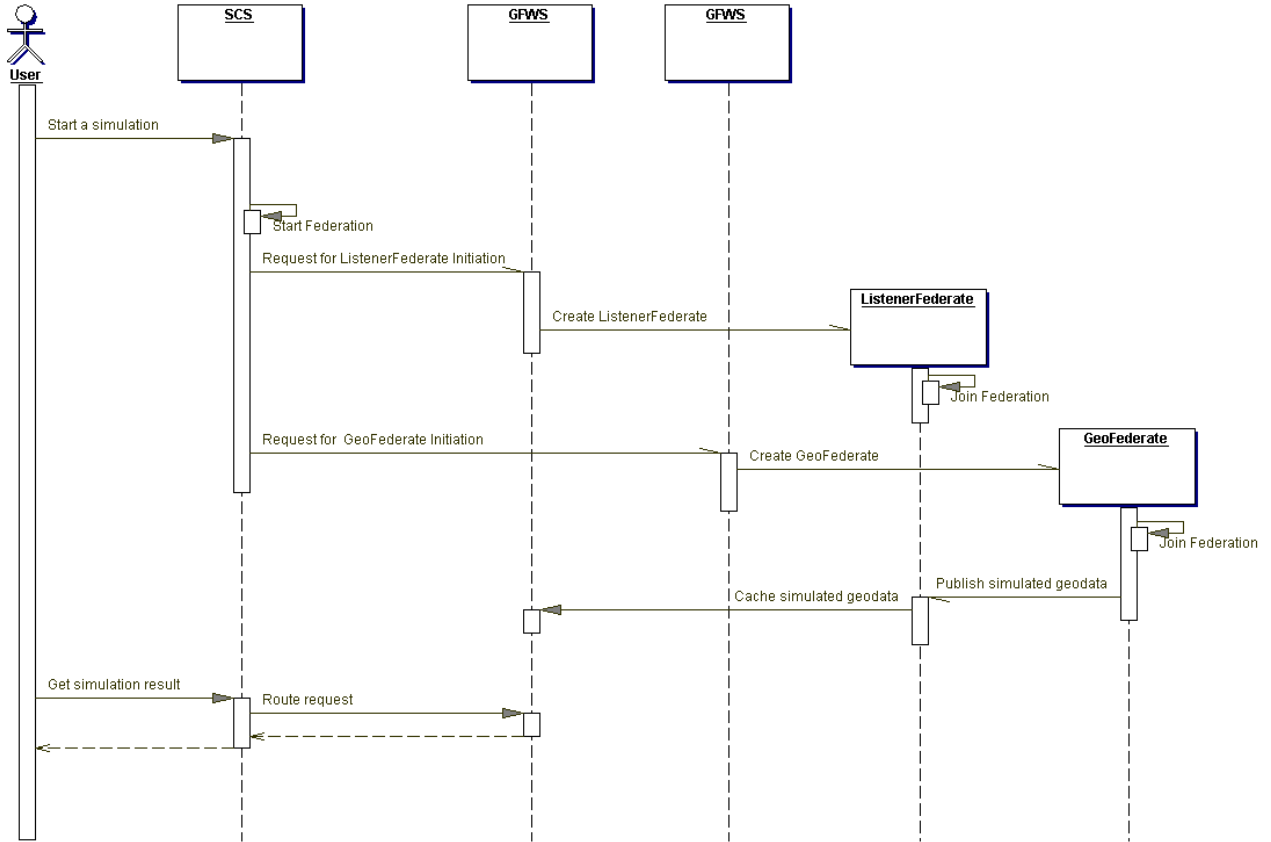 SCS
GFWS
GFWS
User
Start a simulation
Start Federation
Request for ListenerFederate Initiation
ListenerFederate
Create ListenerFederate
Join Federation
Request for GeoFederate Initiation
GeoFederate
Create GeoFederate
Join Federation
Publish simulated geodata
Cache simulated geodata
Get simulation result
Route request